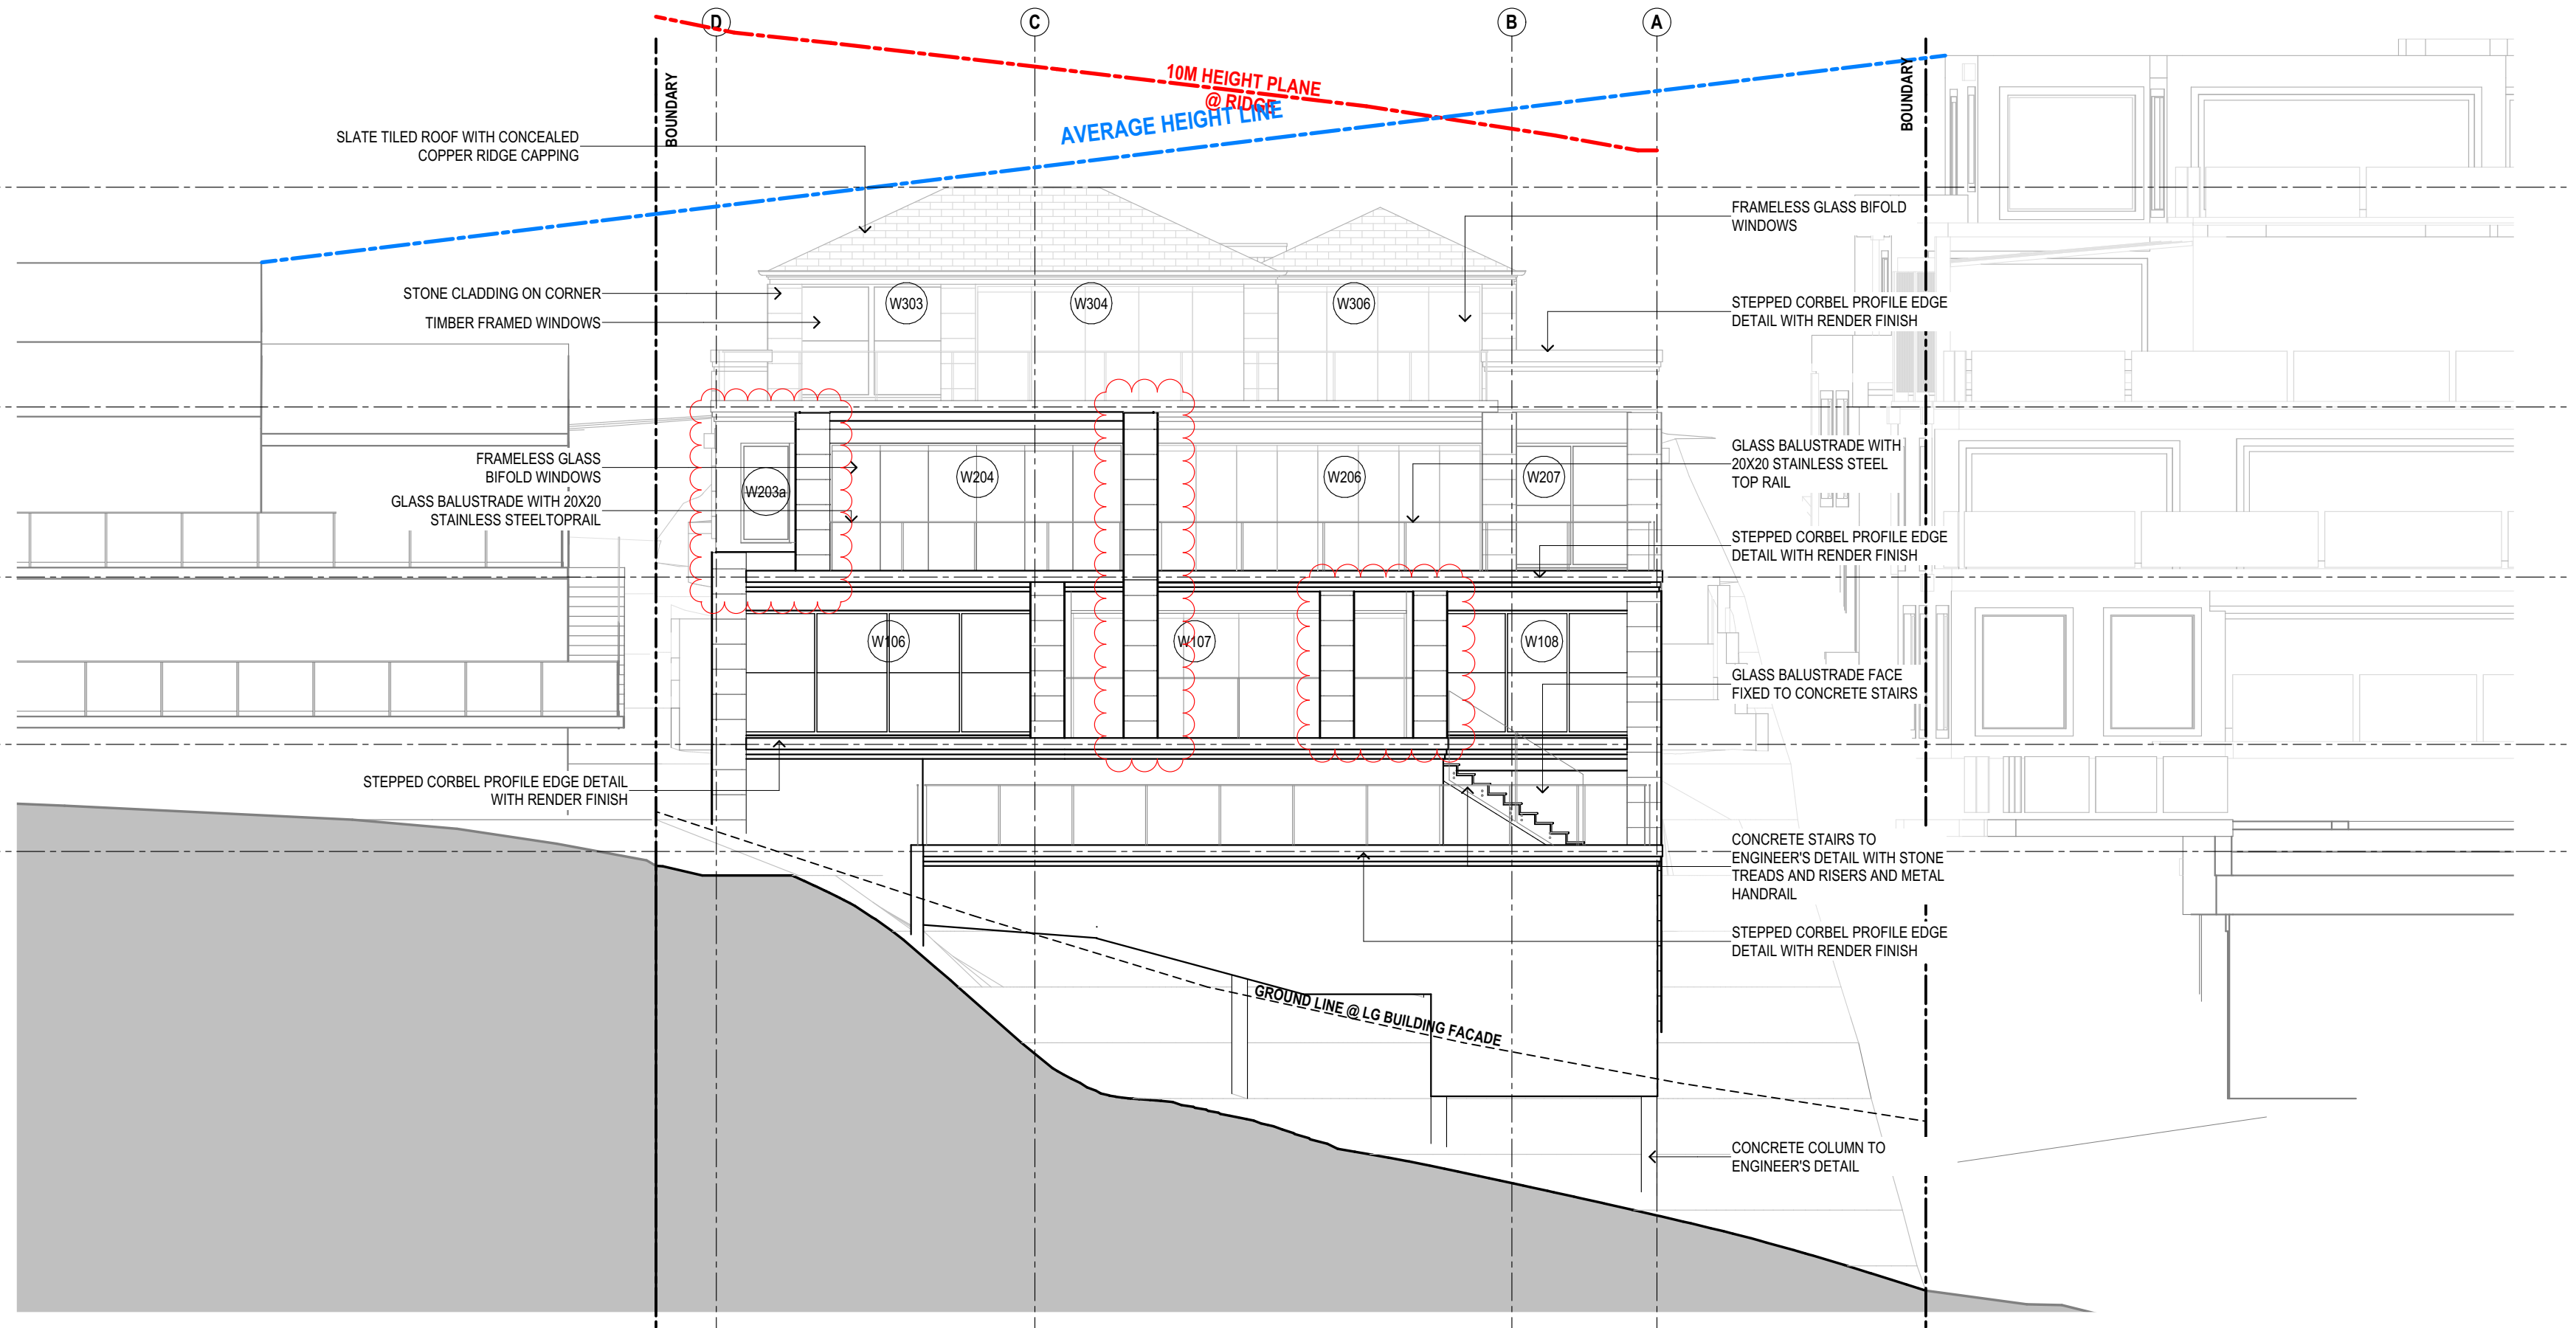 D
C
B
A
10M HEIGHT PLANE
@ RIDGE
AVERAGE HEIGHT LINE
BOUNDARY
BOUNDARY
SLATE TILED ROOF WITH CONCEALED
COPPER RIDGE CAPPING
STONE CLADDING ON CORNER
TIMBER FRAMED WINDOWS
W303
W304
W306
FRAMELESS GLASS BIFOLD
WINDOWS
STEPPED CORBEL PROFILE EDGE
DETAIL WITH RENDER FINISH
FRAMELESS GLASS
BIFOLD WINDOWS
GLASS BALUSTRADE WITH 20X20
STAINLESS STEELTOPRAIL
W203a
W204
W206
W207
GLASS BALUSTRADE WITH
20X20 STAINLESS STEEL
TOP RAIL
STEPPED CORBEL PROFILE EDGE
DETAIL WITH RENDER FINISH
W106
W107
W108
GLASS BALUSTRADE FACE
FIXED TO CONCRETE STAIRS
STEPPED CORBEL PROFILE EDGE DETAIL
WITH RENDER FINISH
CONCRETE STAIRS TO
ENGINEER'S DETAIL WITH STONE
TREADS AND RISERS AND METAL
HANDRAIL
STEPPED CORBEL PROFILE EDGE
DETAIL WITH RENDER FINISH
GROUND LINE @ LG BUILDING FACADE
CONCRETE COLUMN TO
ENGINEER'S DETAIL